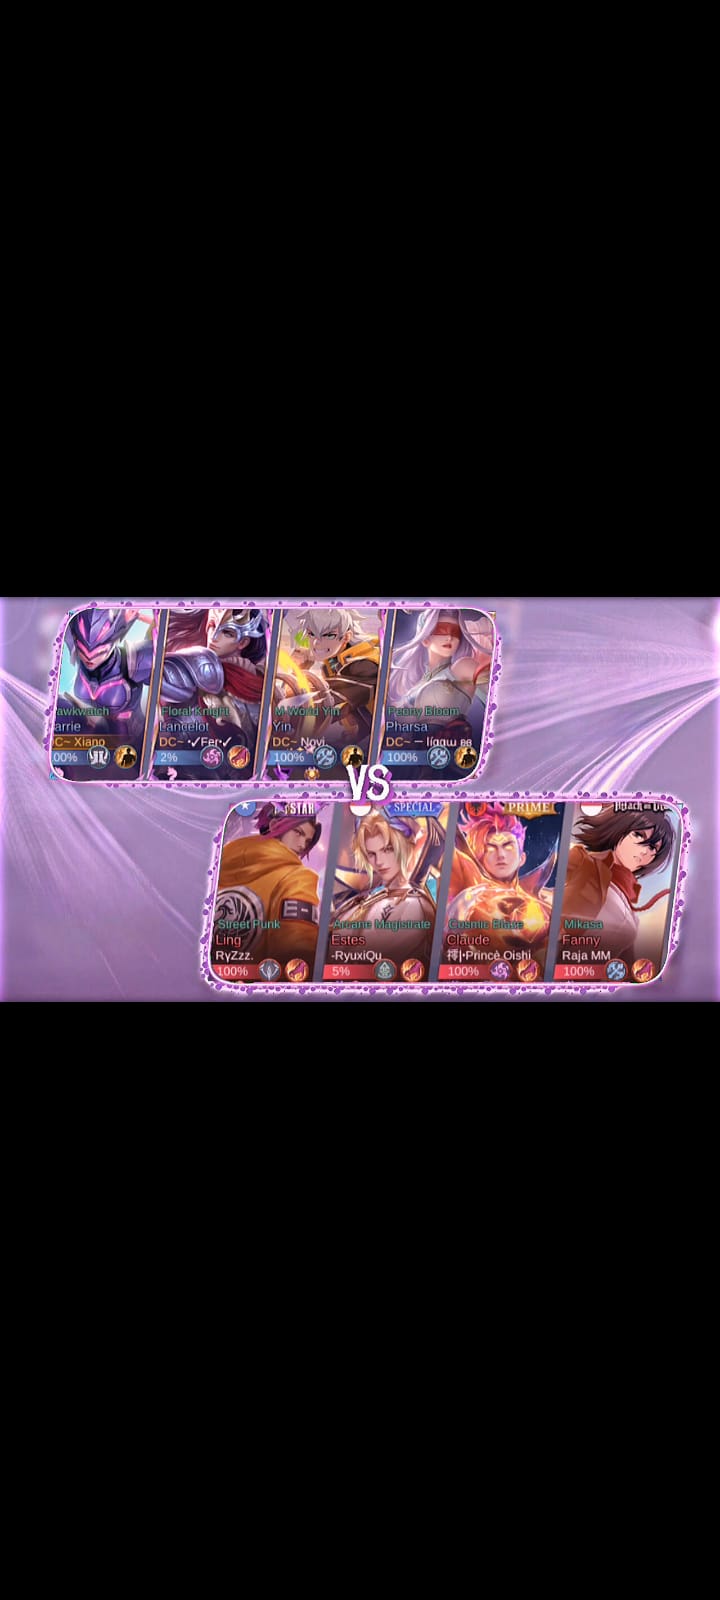 awkwatch
arrie
C~ Xiang
00%
Floral Knight
Lancelot
DC~ •✓Fer•✓
2%
M-World Yin
Yin
DC~ Novi
100%
Peony Bloom
Pharsa
100%
VS
STAR
Street Punk
Ling
RyZzz.
100%
SPECIAL
Arcane Magistrate
Estes
-RyuxiQu
5%
PRIME
Cosmic Blaze
Claude
Princè Oishi
100%
Mikasa
Fanny
Raja MM
100%